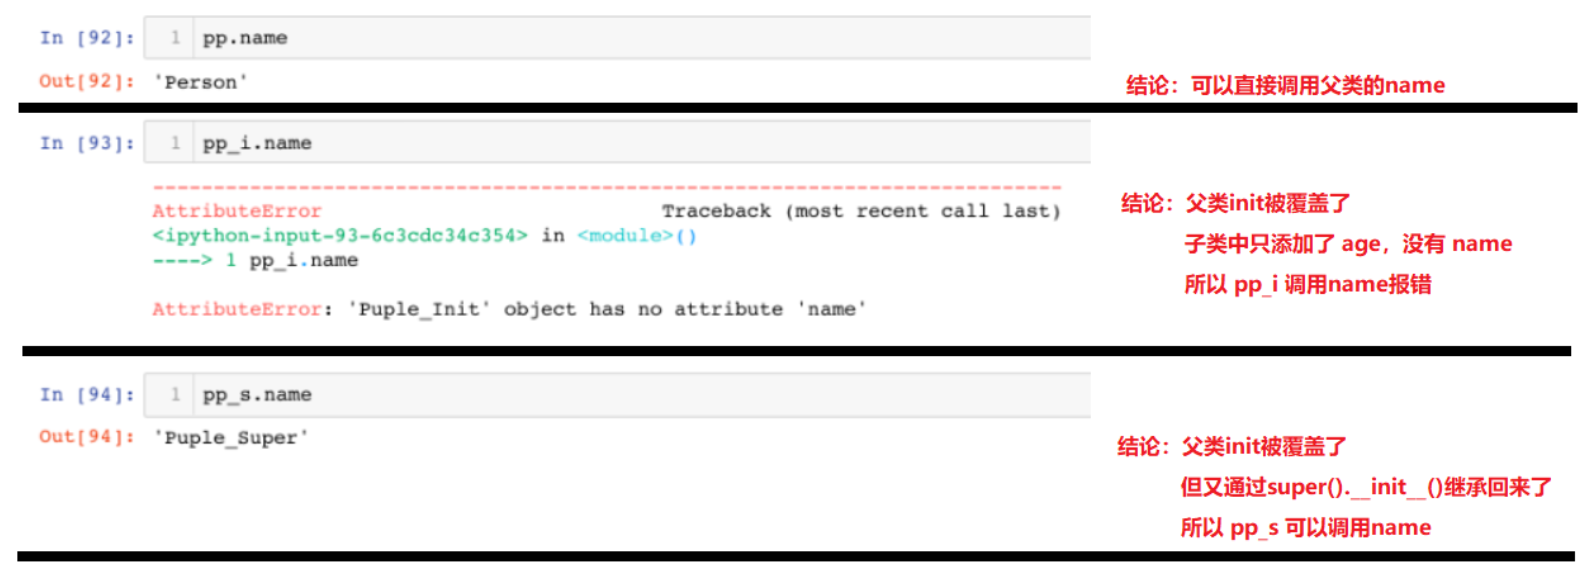 In [92]: 1 pp.name
Out[92]: 'Person'
结论：可以直接调用父类的name
In [93]: 1 pp_i.name
---------------------------------------------------------------------------
AttributeError Traceback (most recent call last)
<ipython-input-93-6c3cdc34c354> in <module>()
----> 1 pp_i.name
AttributeError: 'Puple_Init' object has no attribute 'name'
结论：父类init被覆盖了
子类中只添加了 age，没有 name
所以 pp_i 调用name报错
In [94]: 1 pp_s.name
Out[94]: 'Puple_Super'
结论：父类init被覆盖了
但又通过super().__init__()继承回来了
所以 pp_s 可以调用name